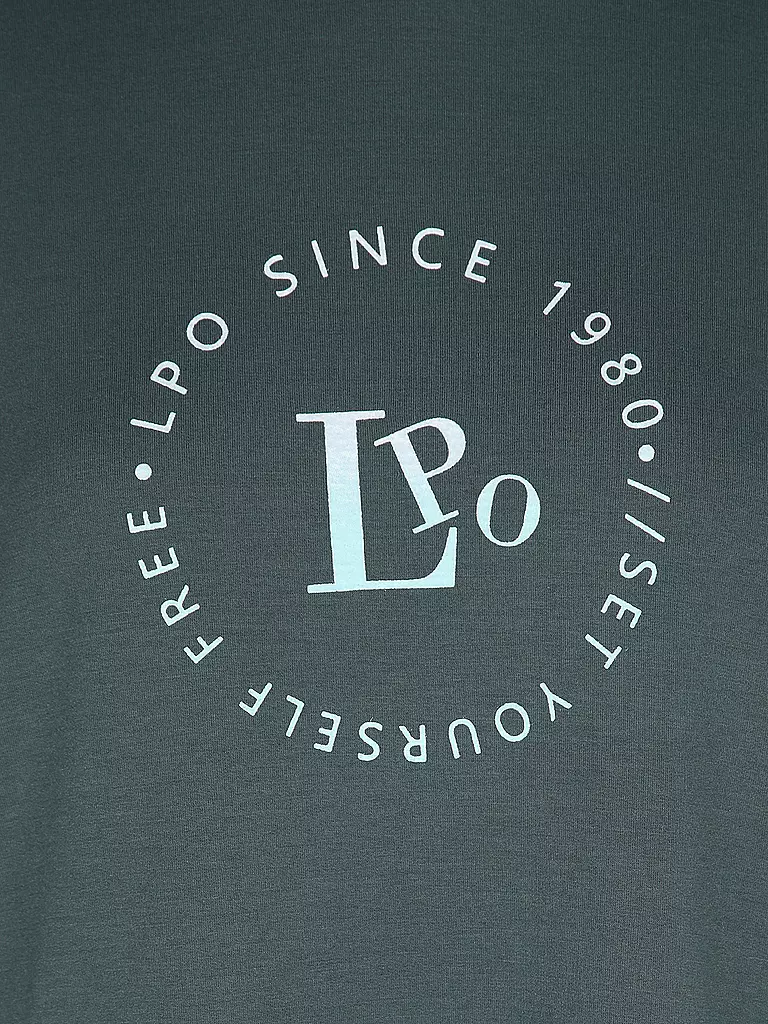 • LPO SINCE 1980 • //SET YOURSELF FREE
LPO